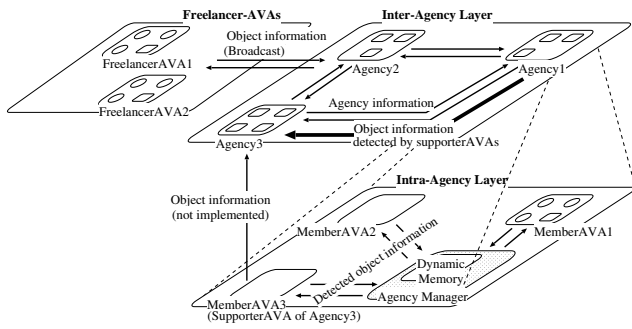 Freelancer-AVAs
Inter-Agency Layer
Object information
(Broadcast)
FreelancerAVA1
Agency2
Agency1
FreelancerAVA2
Agency information
Object information
detected by supporterAVAs
Agency3
Object information
(not implemented)
Intra-Agency Layer
MemberAVA2
MemberAVA1
Detected object information
Dynamic
Memory
Agency Manager
MemberAVA3
(SupporterAVA of Agency3)